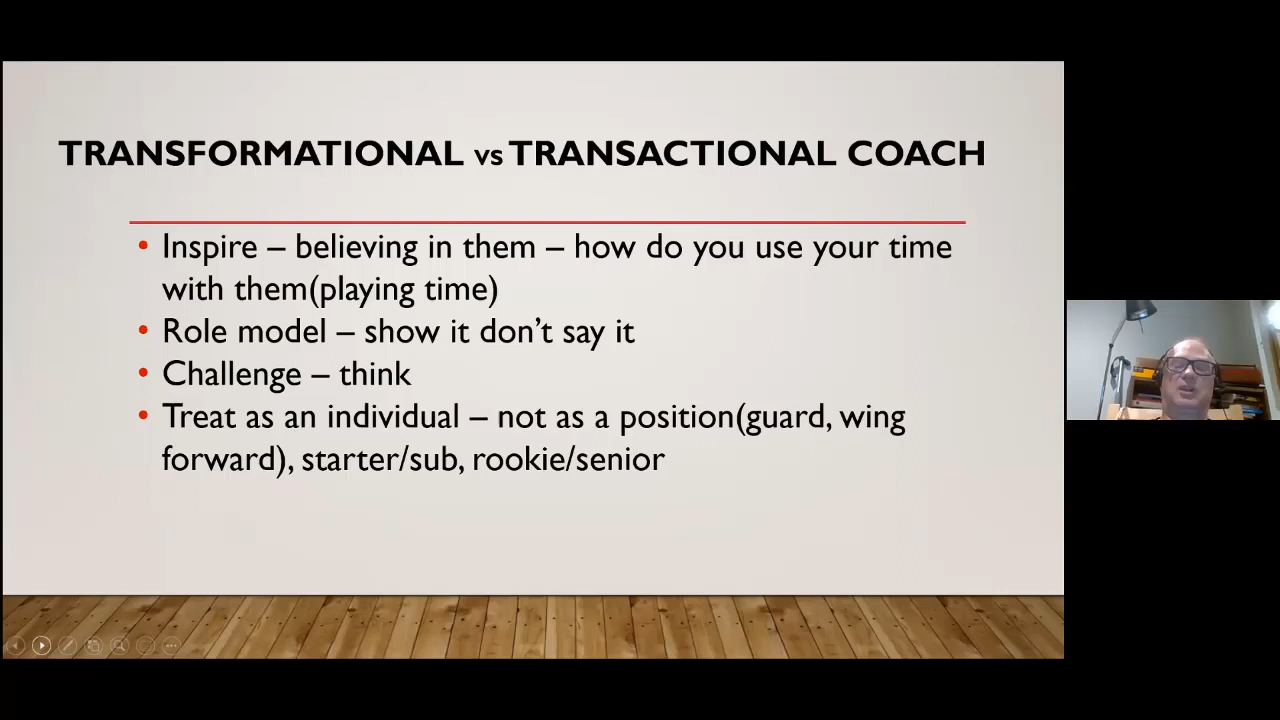 TRANSFORMATIONAL vs TRANSACTIONAL COACH
• Inspire – believing in them – how do you use your time
with them(playing time)
• Role model – show it don’t say it
• Challenge – think
• Treat as an individual – not as a position(guard, wing
forward), starter/sub, rookie/senior